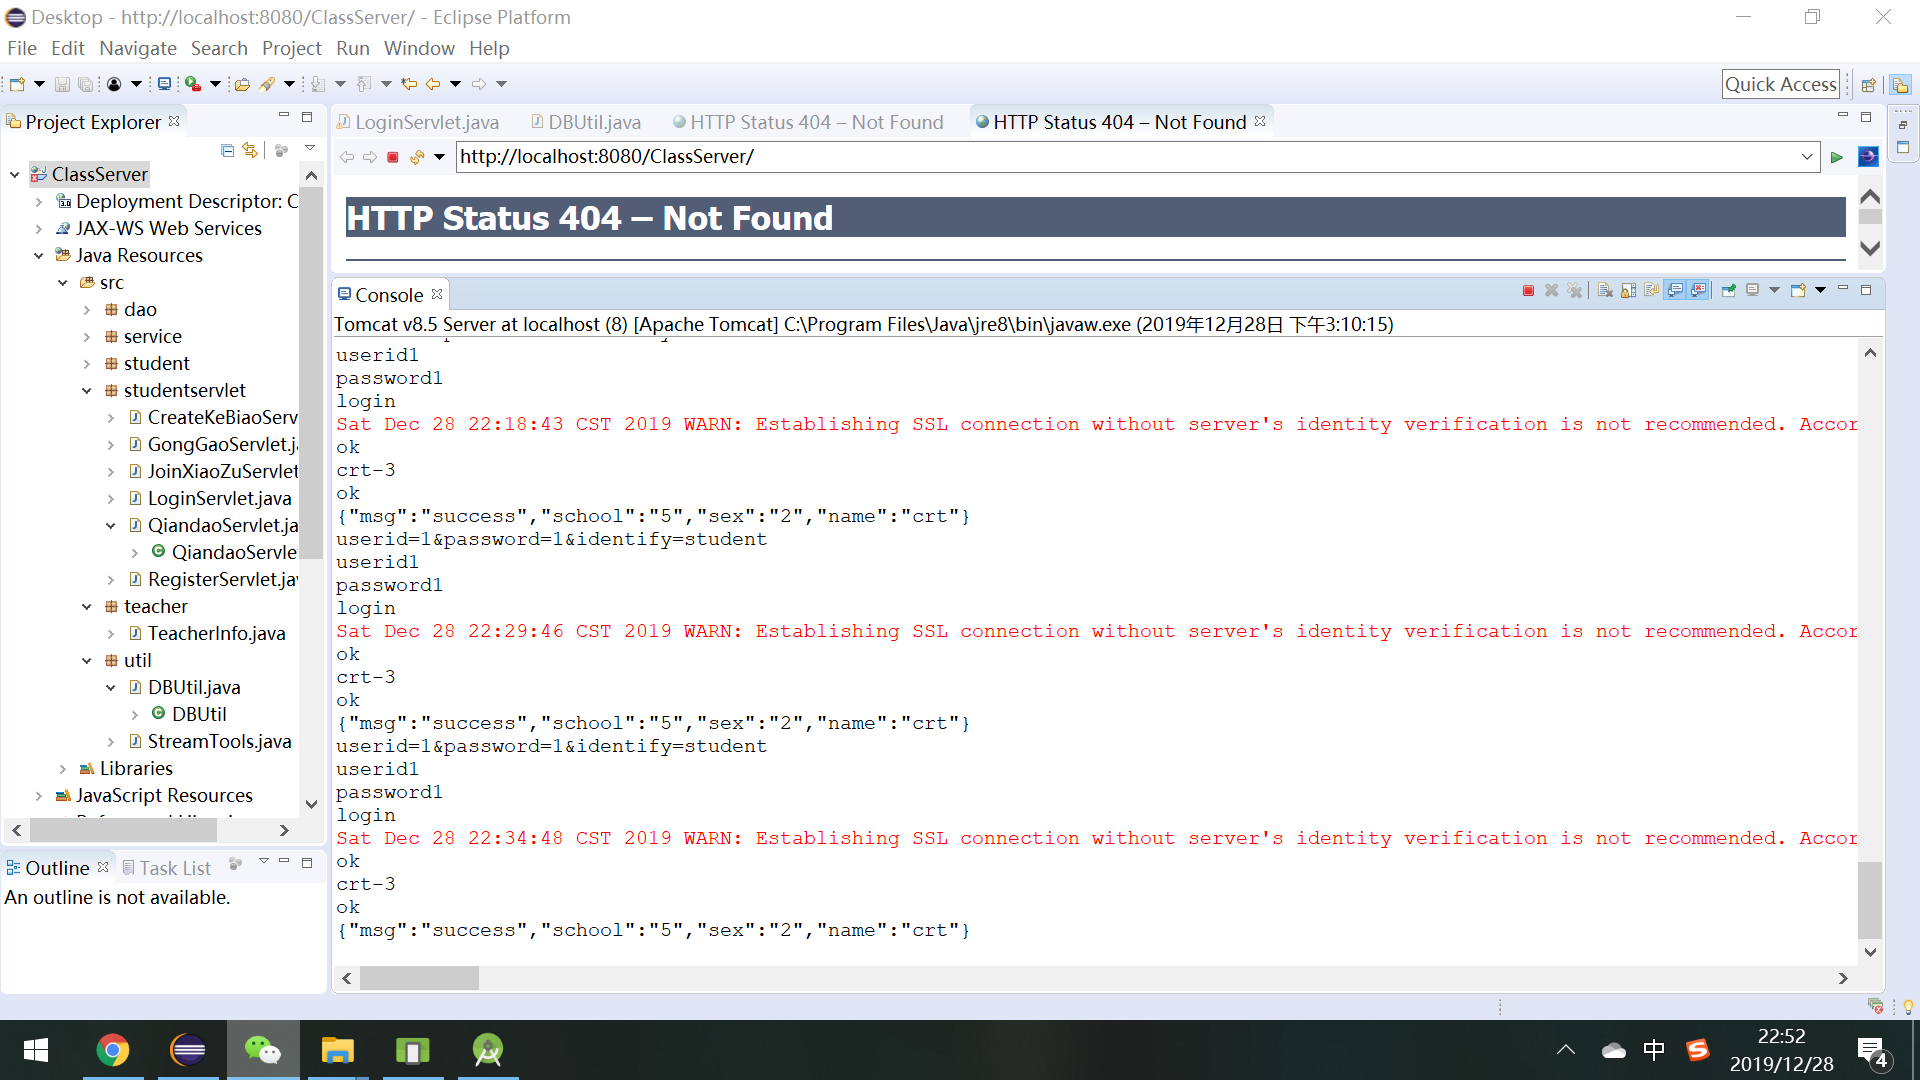 Desktop - http://localhost:8080/ClassServer/ - Eclipse Platform
File Edit Navigate Search Project Run Window Help
Quick Access
Project Explorer
LoginServlet.java DBUtil.java HTTP Status 404 – Not Found HTTP Status 404 – Not Found
http://localhost:8080/ClassServer/
HTTP Status 404 – Not Found
ClassServer
Deployment Descriptor: C
JAX-WS Web Services
Java Resources
src
dao
service
student
studentservlet
CreateKeBiaoServ
GongGaoServlet.ja
JoinXiaoZuServlet
LoginServlet.java
QiandaoServlet.ja
QiandaoServle
RegisterServlet.jav
teacher
TeacherInfo.java
util
DBUtil.java
DBUtil
StreamTools.java
Libraries
JavaScript Resources
Outline Task List
An outline is not available.
Console
Tomcat v8.5 Server at localhost (8) [Apache Tomcat] C:\Program Files\Java\jre8\bin\javaw.exe (2019年12月28日 下午3:10:15)
userid1
password1
login
Sat Dec 28 22:18:43 CST 2019 WARN: Establishing SSL connection without server's identity verification is not recommended. Accor
ok
crt-3
ok
{"msg":"success","school":"5","sex":"2","name":"crt"}
userid=1&password=1&identify=student
userid1
password1
login
Sat Dec 28 22:29:46 CST 2019 WARN: Establishing SSL connection without server's identity verification is not recommended. Accor
ok
crt-3
ok
{"msg":"success","school":"5","sex":"2","name":"crt"}
userid=1&password=1&identify=student
userid1
password1
login
Sat Dec 28 22:34:48 CST 2019 WARN: Establishing SSL connection without server's identity verification is not recommended. Accor
ok
crt-3
ok
{"msg":"success","school":"5","sex":"2","name":"crt"}
中
22:52
2019/12/28
4